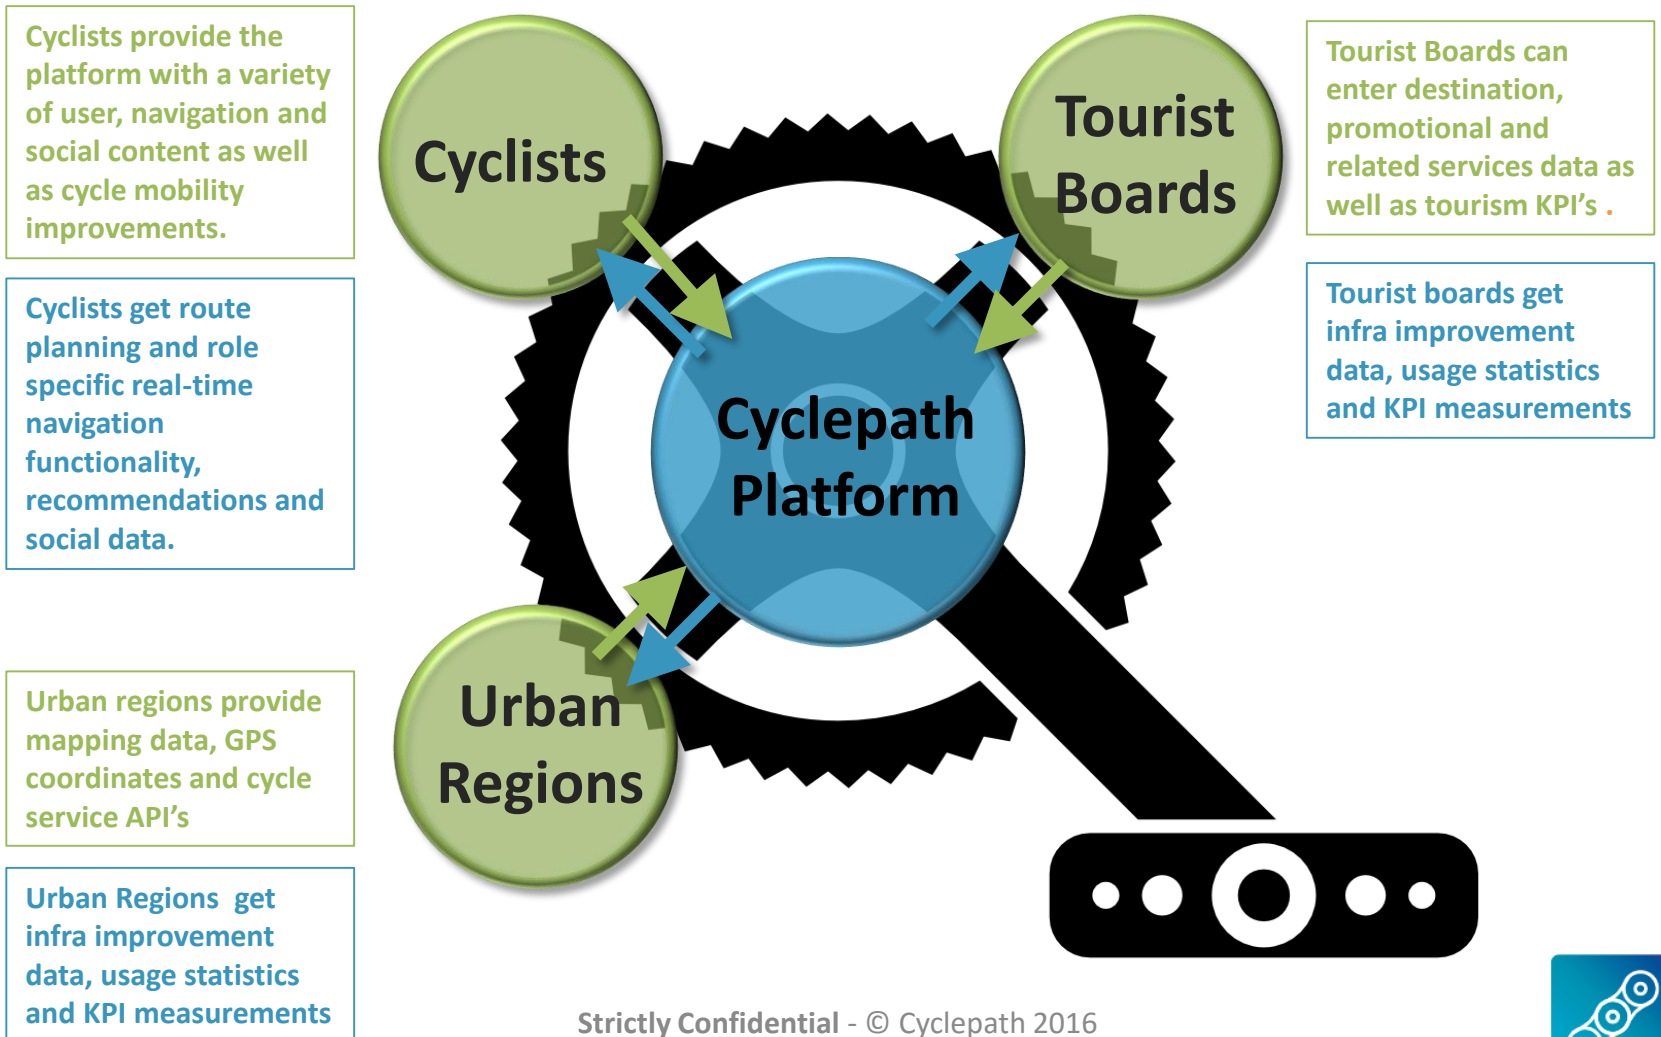 Cyclists provide the
platform with a variety
of user, navigation and
social content as well
as cycle mobility
improvements.
Cyclists get route
planning and role
specific real-time
navigation
functionality,
recommendations and
social data.
Urban regions provide
mapping data, GPS
coordinates and cycle
service API’s
Urban Regions  get
infra improvement
data, usage statistics
and KPI measurements
Cyclists
Tourist
Boards
Cyclepath
Platform
Urban
Regions
Tourist Boards can
enter destination,
promotional and
related services data as
well as tourism KPI’s .
Tourist boards get
infra improvement
data, usage statistics
and KPI measurements
Strictly Confidential - © Cyclepath 2016